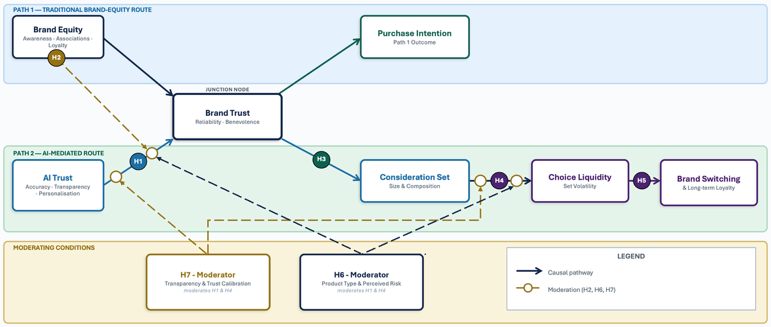 PATH 1 — TRADITIONAL BRAND-EQUITY ROUTE
Brand Equity
Awareness · Associations ·
Loyalty
H2
Purchase Intention
Path 1 Outcome
JUNCTION NODE
Brand Trust
Reliability · Benevolence
PATH 2 — AI-MEDIATED ROUTE
H1
H3
AI Trust
Accuracy · Transparency
· Personalisation
Consideration Set
Size & Composition
H4
Choice Liquidity
Set Volatility
H5
Brand Switching
& Long-term Loyalty
MODERATING CONDITIONS
H7 - Moderator
Transparency & Trust Calibration
moderates H1 & H4
H6 - Moderator
Product Type & Perceived Risk
moderates H1 & H4
LEGEND
Causal pathway
Moderation (H2, H6, H7)